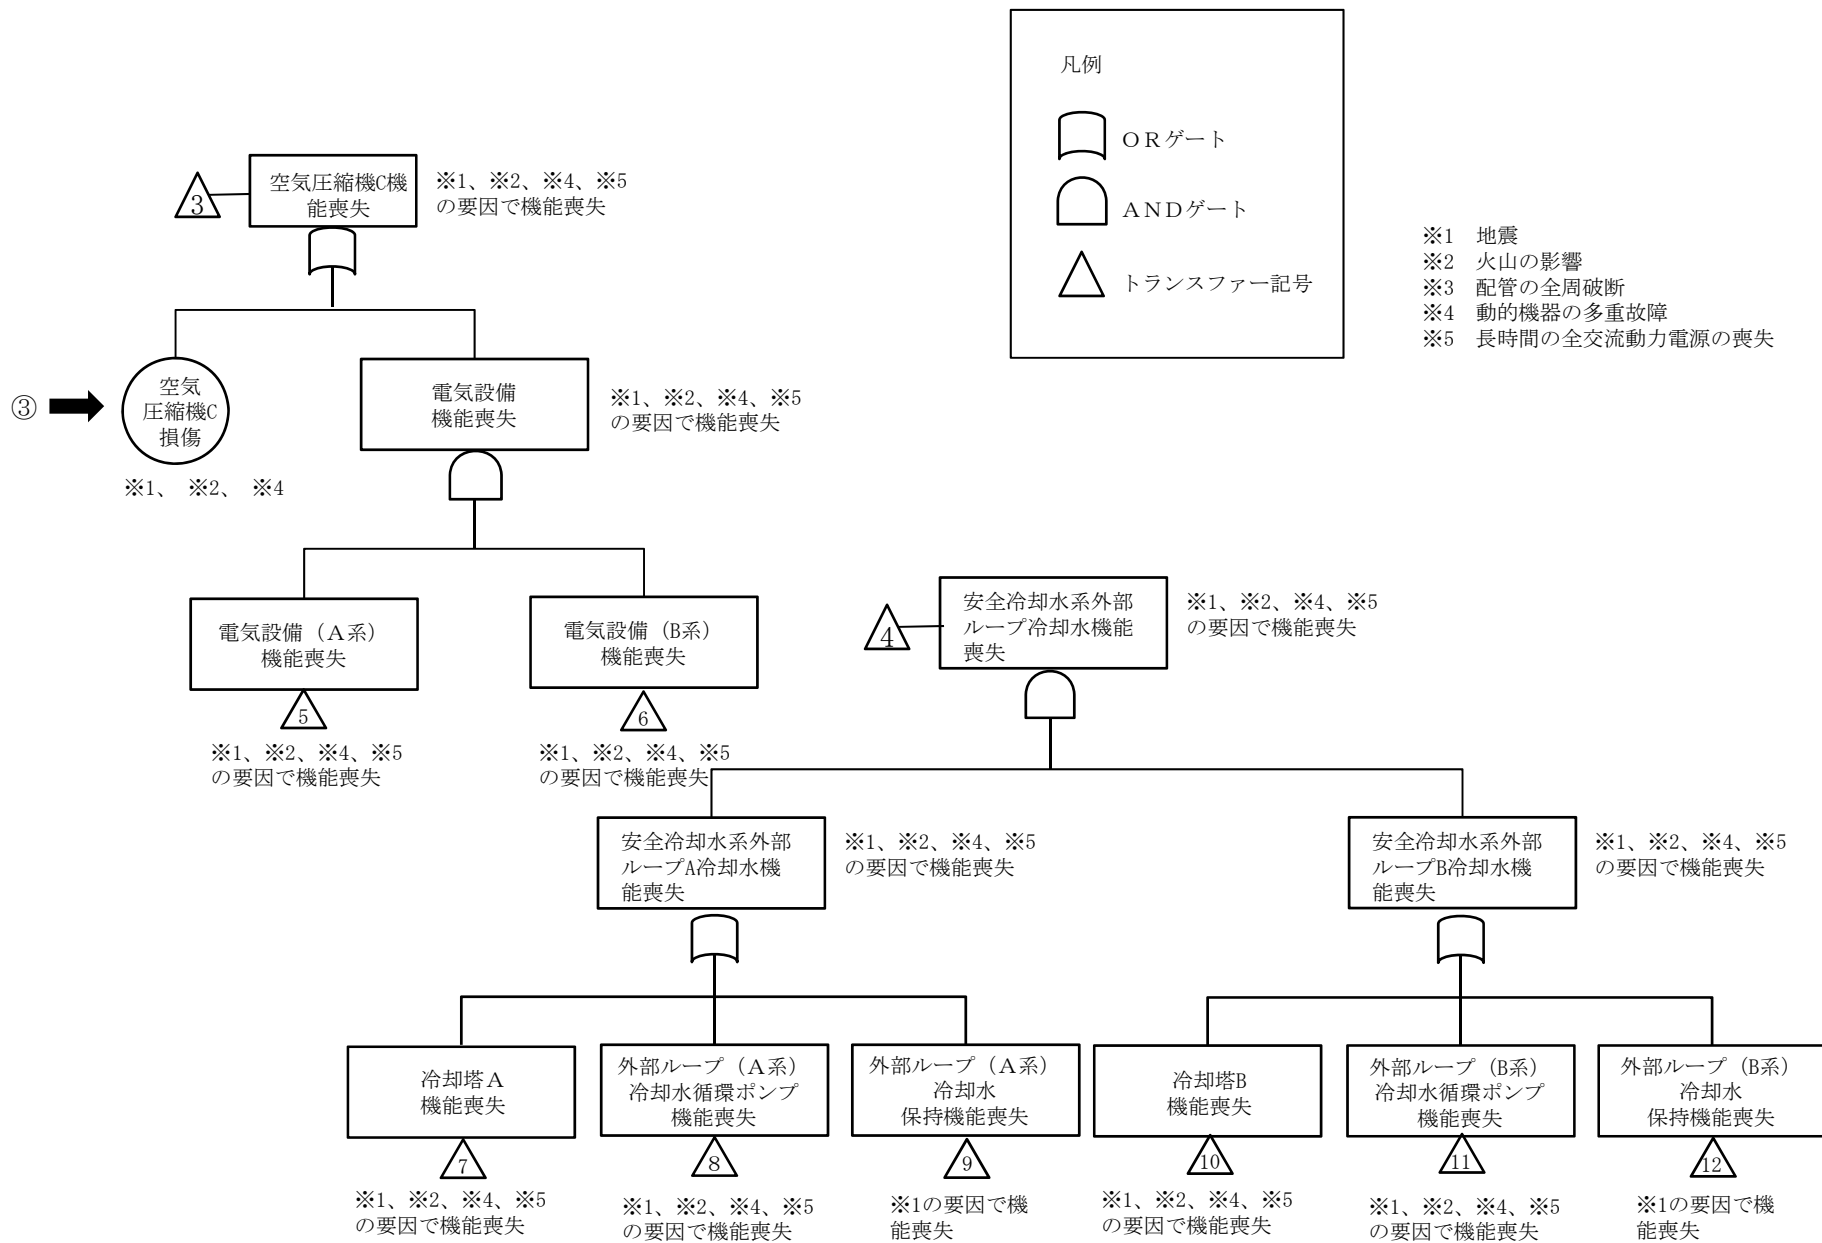 凡例
ORゲート
ANDゲート
トランスファー記号
※1 地震
※2 火山の影響
※3 配管の全周破断
※4 動的機器の多重故障
※5 長時間の全交流動力電源の喪失
3
空気圧縮機C機
能喪失
※1、※2、※4、※5
の要因で機能喪失
③
空気
圧縮機C
損傷
※1、 ※2、 ※4
電気設備
機能喪失
※1、※2、※4、※5
の要因で機能喪失
電気設備（A系）
機能喪失
5
※1、※2、※4、※5
の要因で機能喪失
電気設備（B系）
機能喪失
6
※1、※2、※4、※5
の要因で機能喪失
4
安全冷却水系外部
ループ冷却水機能
喪失
※1、※2、※4、※5
の要因で機能喪失
安全冷却水系外部
ループA冷却水機
能喪失
※1、※2、※4、※5
の要因で機能喪失
安全冷却水系外部
ループB冷却水機
能喪失
※1、※2、※4、※5
の要因で機能喪失
冷却塔A
機能喪失
7
※1、※2、※4、※5
の要因で機能喪失
外部ループ（A系）
冷却水循環ポンプ
機能喪失
8
※1、※2、※4、※5
の要因で機能喪失
外部ループ（A系）
冷却水
保持機能喪失
9
※1の要因で機
能喪失
冷却塔B
機能喪失
10
※1、※2、※4、※5
の要因で機能喪失
外部ループ（B系）
冷却水循環ポンプ
機能喪失
11
※1、※2、※4、※5
の要因で機能喪失
外部ループ（B系）
冷却水
保持機能喪失
12
※1の要因で機
能喪失